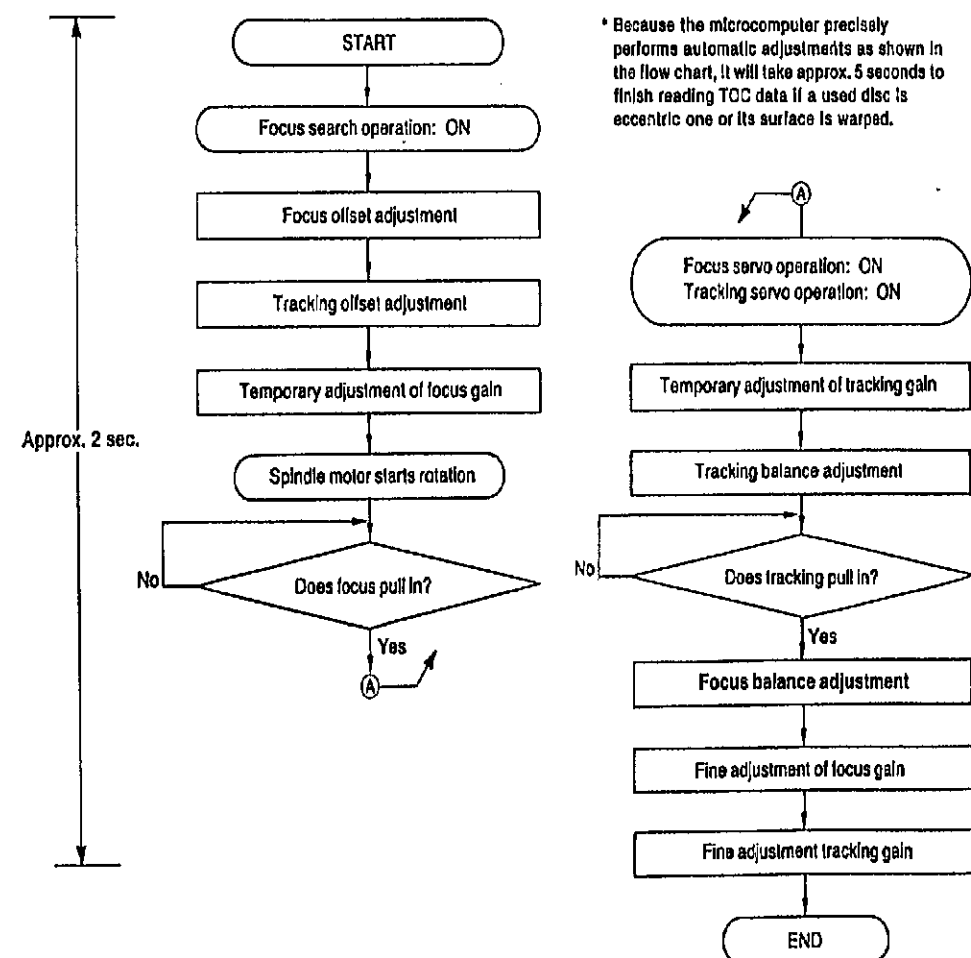 START
Focus search operation: ON
Focus offset adjustment
Tracking offset adjustment
Temporary adjustment of focus gain
Approx. 2 sec.
Spindle motor starts rotation
No
Does focus pull in?
Yes
A
* Because the microcomputer precisely
performs automatic adjustments as shown in
the flow chart, it will take approx. 5 seconds to
finish reading TOC data if a used disc is
eccentric one or its surface is warped.
A
Focus servo operation: ON
Tracking servo operation: ON
Temporary adjustment of tracking gain
Tracking balance adjustment
No
Does tracking pull in?
Yes
Focus balance adjustment
Fine adjustment of focus gain
Fine adjustment tracking gain
END